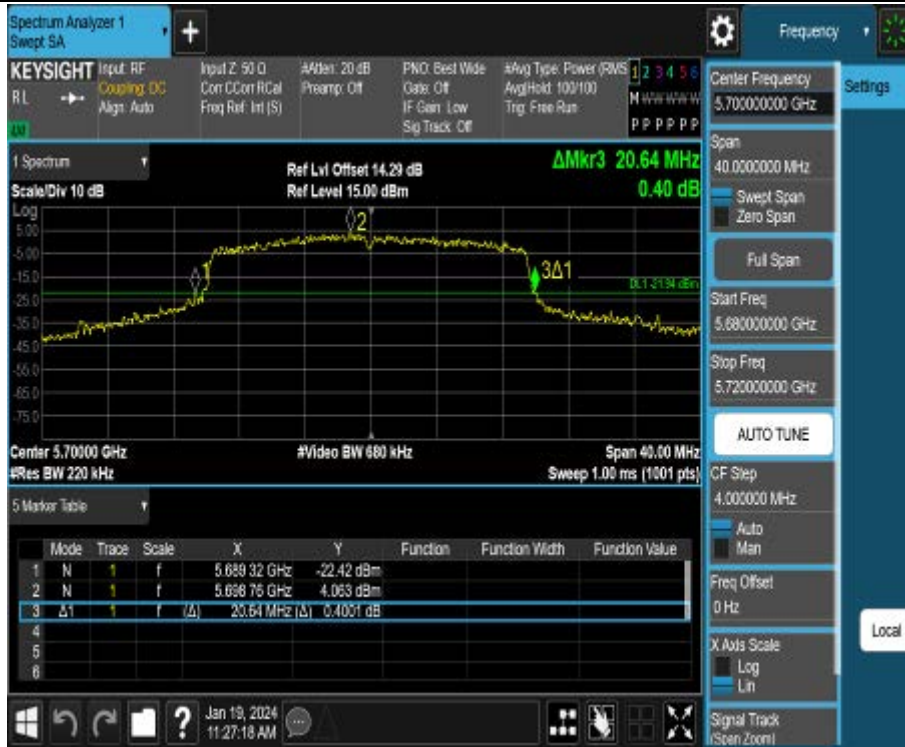 Spectrum Analyzer 1
Swept SA
+
Frequency
KEYSIGHT
RL
Input: RF
Coupling: DC
Align: Auto
Input Z: 50 Ω
Corr CCorr RCal
Freq Ref: Int (S)
#Atten: 20 dB
Preamp: Off
PNO: Best Wide
Gate: Off
IF Gain: Low
Sig Track: Off
#Avg Type: Power (RMS
Avg|Hold: 100/100
Trig: Free Run
1 2 3 4 5 6
M W W W W W
P P P P P P
1 Spectrum
Scale/Div 10 dB
Ref Lvl Offset 14.29 dB
Ref Level 15.00 dBm
ΔMkr3 20.64 MHz
0.40 dB
Log
5.00
-5.00
-15.0
-25.0
-35.0
-45.0
-55.0
-65.0
-75.0
1
2
3Δ1
DL1 -21.94 dBm
Center 5.70000 GHz
#Video BW 680 kHz
Span 40.00 MHz
#Res BW 220 kHz
Sweep 1.00 ms (1001 pts)
5 Marker Table
Mode Trace Scale X Y Function Function Width Function Value
1 N 1 f 5.689 32 GHz -22.42 dBm
2 N 1 f 5.698 76 GHz 4.063 dBm
3 Δ1 1 f (Δ) 20.64 MHz (Δ) 0.4001 dB
4
5
6
?
Jan 19, 2024
11:27:18 AM
Center Frequency
5.700000000 GHz
Span
40.0000000 MHz
Swept Span
Zero Span
Full Span
Start Freq
5.680000000 GHz
Stop Freq
5.720000000 GHz
AUTO TUNE
CF Step
4.000000 MHz
Auto
Man
Freq Offset
0 Hz
X Axis Scale
Log
Lin
Signal Track
(Span Zoom)
Settings
Local